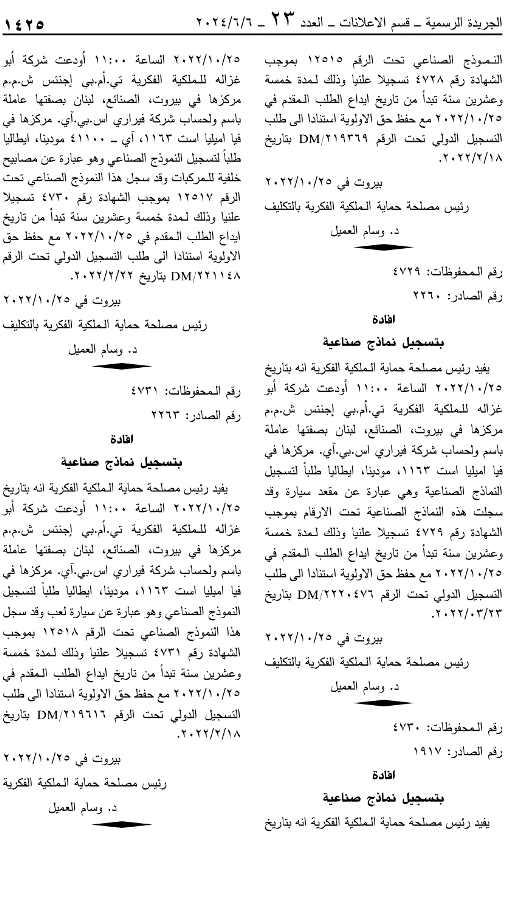 الجريدة الرسمية ــ قسم الاعلانات ــ العدد ٢٣ ــ ٢٠٢٤/٦/٦
١٤٢٥
النموذج الصناعي تحت الرقم ١٢٥١٥ بموجب
الشهادة رقم ٤٧٢٨ تسجيلا علنيا وذلك لمدة خمسة
وعشرين سنة تبدأ من تاريخ ايداع الطلب المقدم في
٢٠٢٢/١٠/٢٥ مع حفظ حق الاولوية استنادا الى طلب
التسجيل الدولي تحت الرقم DM/٢١٩٣٦٩ بتاريخ
٢٠٢٢/٢/١٨.
بيروت في ٢٠٢٢/١٠/٢٥
رئيس مصلحة حماية الملكية الفكرية بالتكليف
د. وسام العميل
رقم المحفوظات: ٤٧٢٩
رقم الصادر: ٢٢٦٠
افادة
بتسجيل نماذج صناعية
يفيد رئيس مصلحة حماية الملكية الفكرية انه بتاريخ
٢٠٢٢/١٠/٢٥ الساعة ١١:٠٠ أودعت شركة أبو
غزاله للملكية الفكرية تي.أم.بي إجنتس ش.م.م
مركزها في بيروت، الصنائع، لبنان بصفتها عاملة
باسم ولحساب شركة فيراري اس.بي.آي. مركزها في
فيا اميليا است ١١٦٣، مودينا، ايطاليا طلباً لتسجيل
النماذج الصناعية وهي عبارة عن مقعد سيارة وقد
سجلت هذه النماذج الصناعية تحت الارقام بموجب
الشهادة رقم ٤٧٢٩ تسجيلا علنيا وذلك لمدة خمسة
وعشرين سنة تبدأ من تاريخ ايداع الطلب المقدم في
٢٠٢٢/١٠/٢٥ مع حفظ حق الاولوية استنادا الى طلب
التسجيل الدولي تحت الرقم DM/٢٢٢٠٤٧٦ بتاريخ
٢٠٢٢/٠٣/٢٣.
بيروت في ٢٠٢٢/١٠/٢٥
رئيس مصلحة حماية الملكية الفكرية بالتكليف
د. وسام العميل
رقم المحفوظات: ٤٧٣٠
رقم الصادر: ١٩١٧
افادة
بتسجيل نماذج صناعية
يفيد رئيس مصلحة حماية الملكية الفكرية انه بتاريخ
٢٠٢٢/١٠/٢٥ الساعة ١١:٠٠ أودعت شركة أبو
غزاله للملكية الفكرية تي.أم.بي إجنتس ش.م.م
مركزها في بيروت، الصنائع، لبنان بصفتها عاملة
باسم ولحساب شركة فيراري اس.بي.آي. مركزها في
فيا اميليا است ١١٦٣، آي ــ ٤١١٠٠ مودينا، ايطاليا
طلباً لتسجيل النموذج الصناعي وهو عبارة عن مصابيح
خلفية للمركبات وقد سجل هذا النموذج الصناعي تحت
الرقم ١٢٥١٧ بموجب الشهادة رقم ٤٧٣٠ تسجيلا
علنيا وذلك لمدة خمسة وعشرين سنة تبدأ من تاريخ
ايداع الطلب المقدم في ٢٠٢٢/١٠/٢٥ مع حفظ حق
الاولوية استنادا الى طلب التسجيل الدولي تحت الرقم
DM/٢٢١١٤٨ بتاريخ ٢٠٢٢/٢/٢٢.
بيروت في ٢٠٢٢/١٠/٢٥
رئيس مصلحة حماية الملكية الفكرية بالتكليف
د. وسام العميل
رقم المحفوظات: ٤٧٣١
رقم الصادر: ٢٢٦٣
افادة
بتسجيل نماذج صناعية
يفيد رئيس مصلحة حماية الملكية الفكرية انه بتاريخ
٢٠٢٢/١٠/٢٥ الساعة ١١:٠٠ أودعت شركة أبو
غزاله للملكية الفكرية تي.أم.بي إجنتس ش.م.م
مركزها في بيروت، الصنائع، لبنان بصفتها عاملة
باسم ولحساب شركة فيراري اس.بي.آي. مركزها في
فيا اميليا است ١١٦٣، مودينا، ايطاليا طلباً لتسجيل
النموذج الصناعي وهو عبارة عن سيارة لعب وقد سجل
هذا النموذج الصناعي تحت الرقم ١٢٥١٨ بموجب
الشهادة رقم ٤٧٣١ تسجيلا علنيا وذلك لمدة خمسة
وعشرين سنة تبدأ من تاريخ ايداع الطلب المقدم في
٢٠٢٢/١٠/٢٥ مع حفظ حق الاولوية استنادا الى طلب
التسجيل الدولي تحت الرقم DM/٢١٩٦١٦ بتاريخ
٢٠٢٢/٢/١٨.
بيروت في ٢٠٢٢/١٠/٢٥
رئيس مصلحة حماية الملكية الفكرية
د. وسام العميل